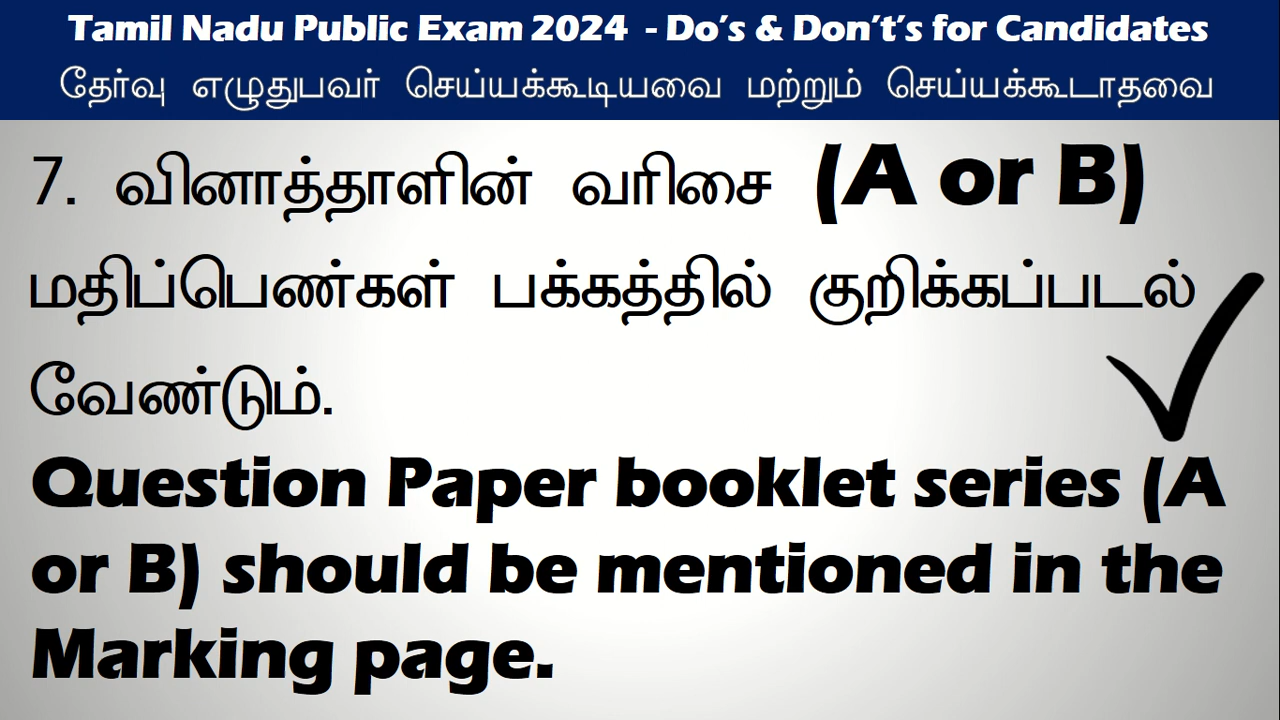 Tamil Nadu Public Exam 2024 - Do's & Don't's for Candidates
தேர்வு எழுதுபவர் செய்யக்கூடியவை மற்றும் செய்யக்கூடாதவை
7. வினாத்தாளின் வரிசை (A or B)
மதிப்பெண்கள் பக்கத்தில் குறிக்கப்படல்
வேண்டும்.
Question Paper booklet series (A
or B) should be mentioned in the
Marking page.